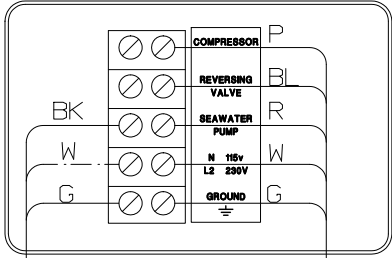 COMPRESSOR P
REVERSING BL
VALVE
BK SEAWATER R
PUMP
W N 115v W
L2 230V
G GROUND G